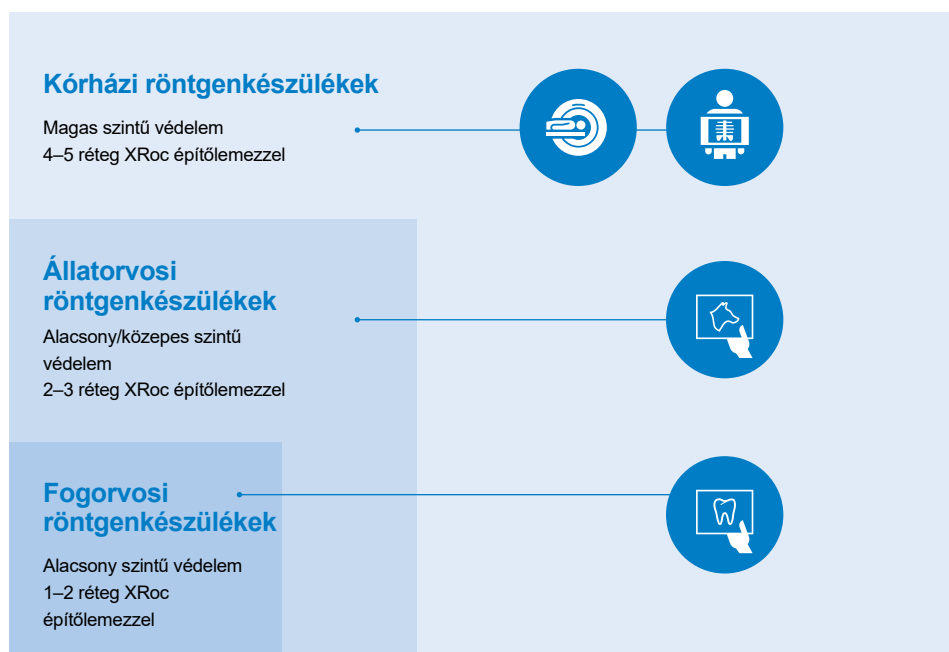 Kórházi röntgenkészülékek
Magas szintű védelem
4–5 réteg XRoc építőlemezzel
Állatorvosi
röntgenkészülékek
Alacsony/közepes szintű
védelem
2–3 réteg XRoc építőlemezzel
Fogorvosi
röntgenkészülékek
Alacsony szintű védelem
1–2 réteg XRoc
építőlemezzel